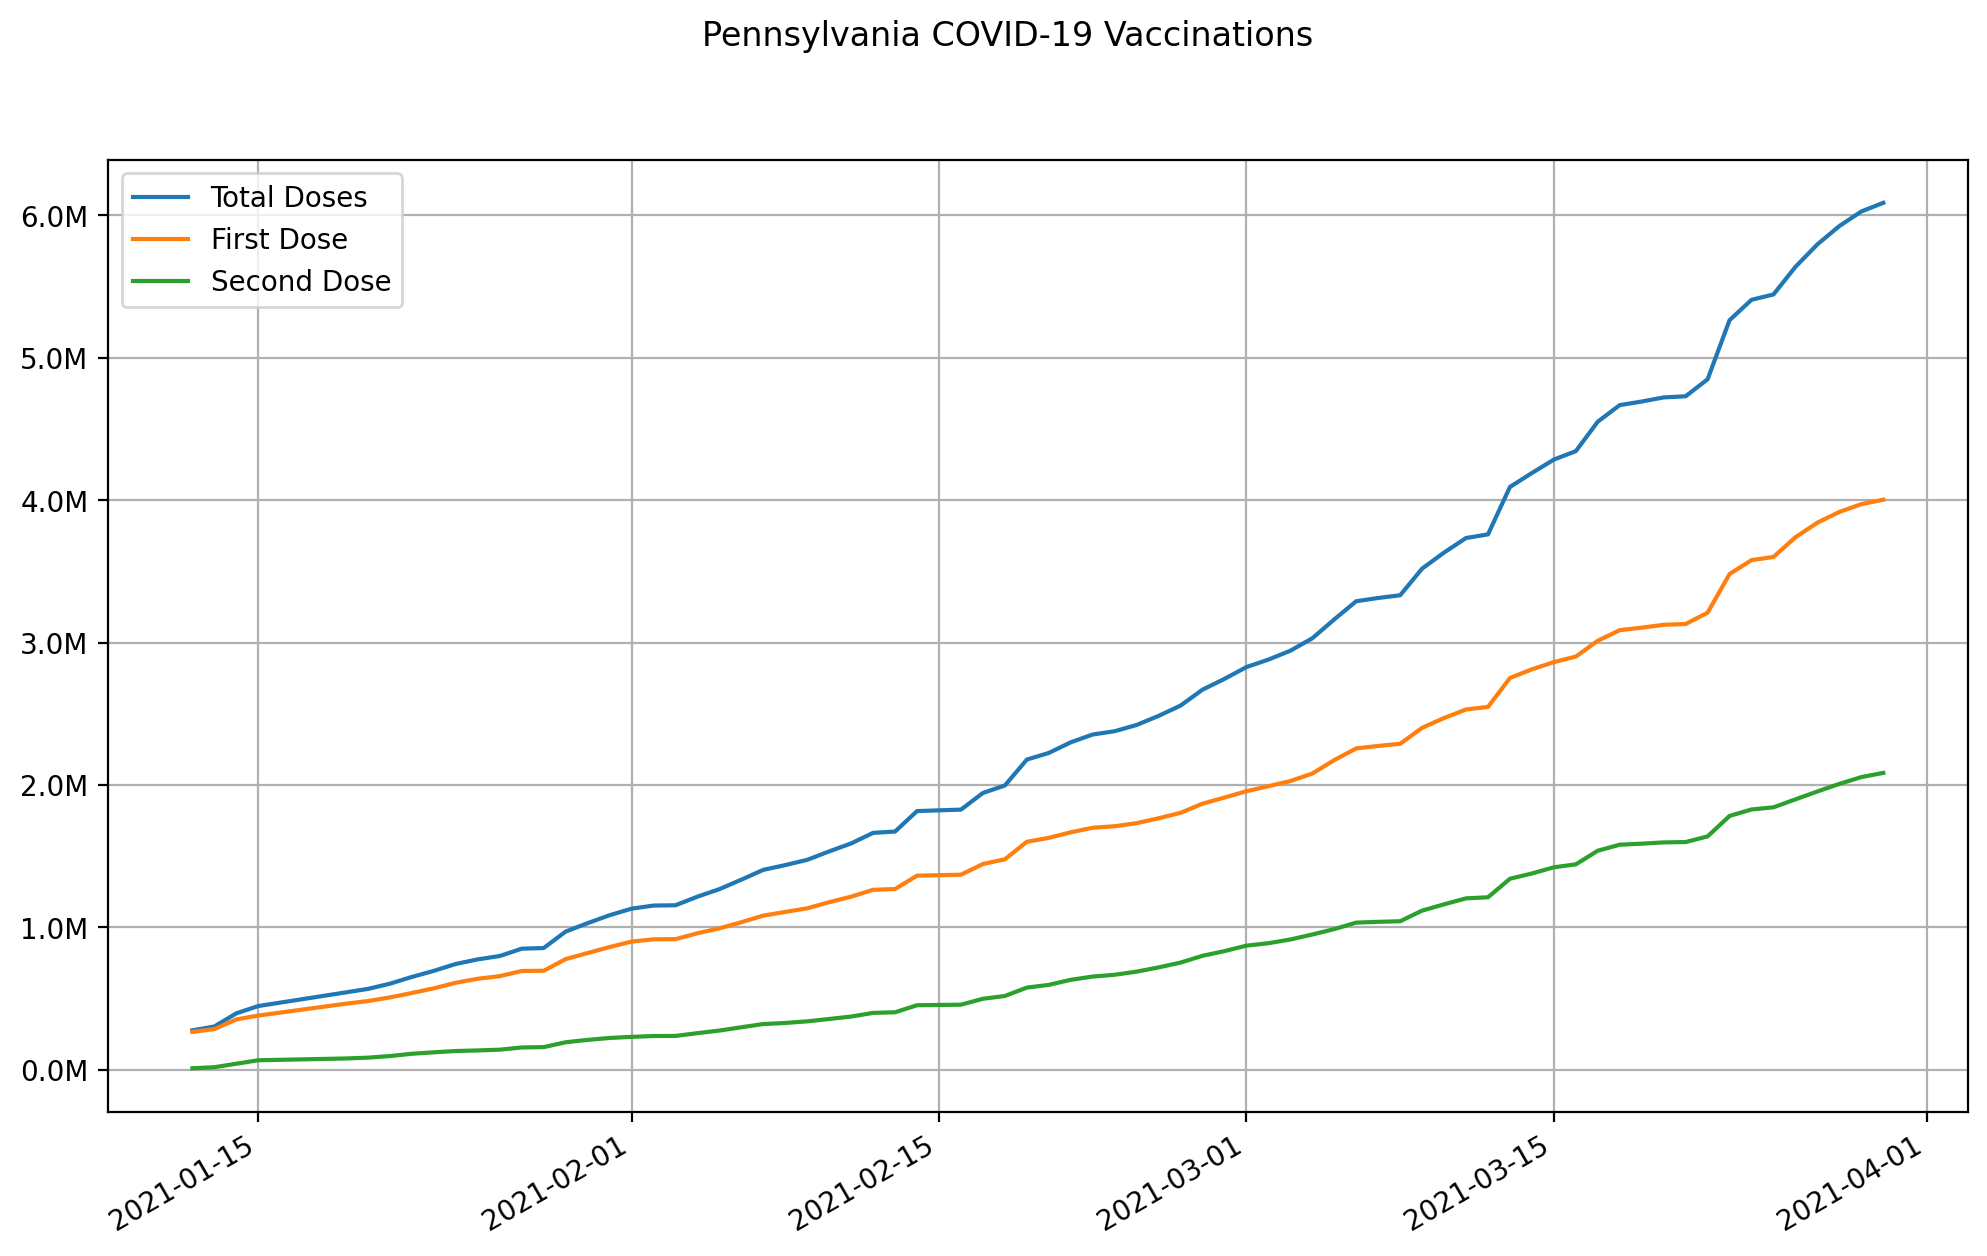 Pennsylvania COVID-19 Vaccinations
Total Doses
First Dose
Second Dose
6.0M
5.0M
4.0M
3.0M
2.0M
1.0M
0.0M
2021-01-15
2021-02-01
2021-02-15
2021-03-01
2021-03-15
2021-04-01